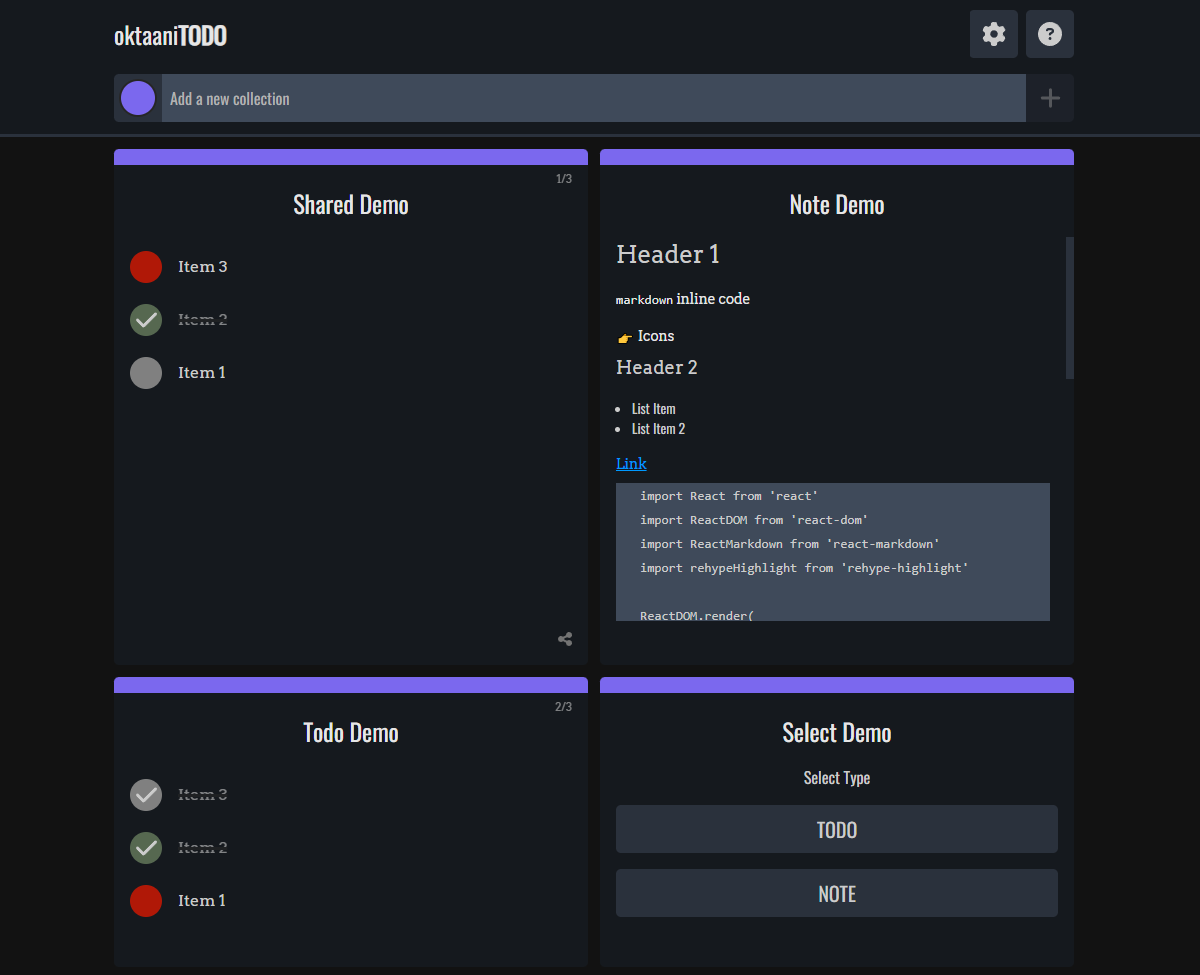 oktaaniTODO
?
Add a new collection
1/3
Shared Demo
Item 3
Item 2
Item 1
Note Demo
Header 1
markdown inline code
👉 Icons
Header 2
• List Item
• List Item 2
Link
import React from 'react'
import ReactDOM from 'react-dom'
import ReactMarkdown from 'react-markdown'
import rehypeHighlight from 'rehype-highlight'
ReactDOM.render(
2/3
Todo Demo
Item 3
Item 2
Item 1
Select Demo
Select Type
TODO
NOTE